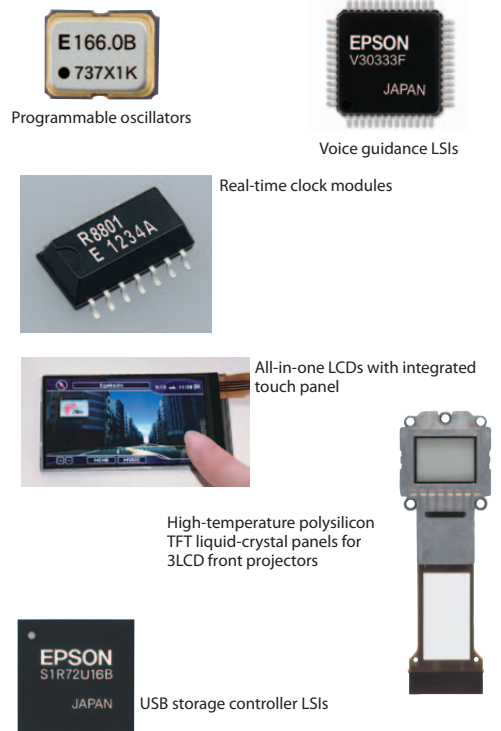 E166.0B
737X1K
Programmable oscillators
EPSON
V30333F
JAPAN
Voice guidance LSIs
R8801
E 1234A
Real-time clock modules
All-in-one LCDs with integrated
touch panel
MENU
High-temperature polysilicon
TFT liquid-crystal panels for
3LCD front projectors
EPSON
S1R72U16B
JAPAN
USB storage controller LSIs